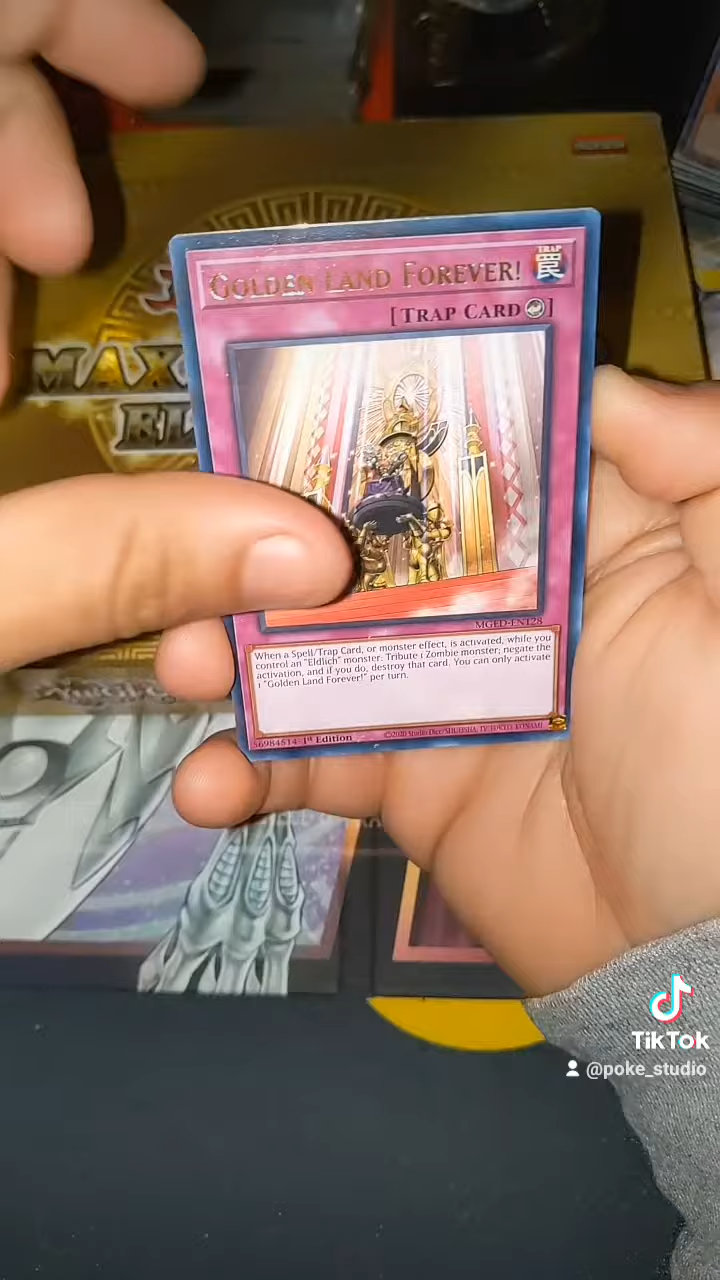 GOLDEN LAND FOREVER!
TRAP
罠
[TRAP CARD]
MGED-EN128
When a Spell/Trap Card, or monster effect, is activated, while you
control an "Eldlich" monster: Tribute 1 Zombie monster; negate the
activation, and if you do, destroy that card. You can only activate
1 "Golden Land Forever!" per turn.
56984514 1st Edition
©2020 Studio Dice/SHUEISHA, TV TOKYO, KONAMI
MAX
EL
TikTok
@poke_studio